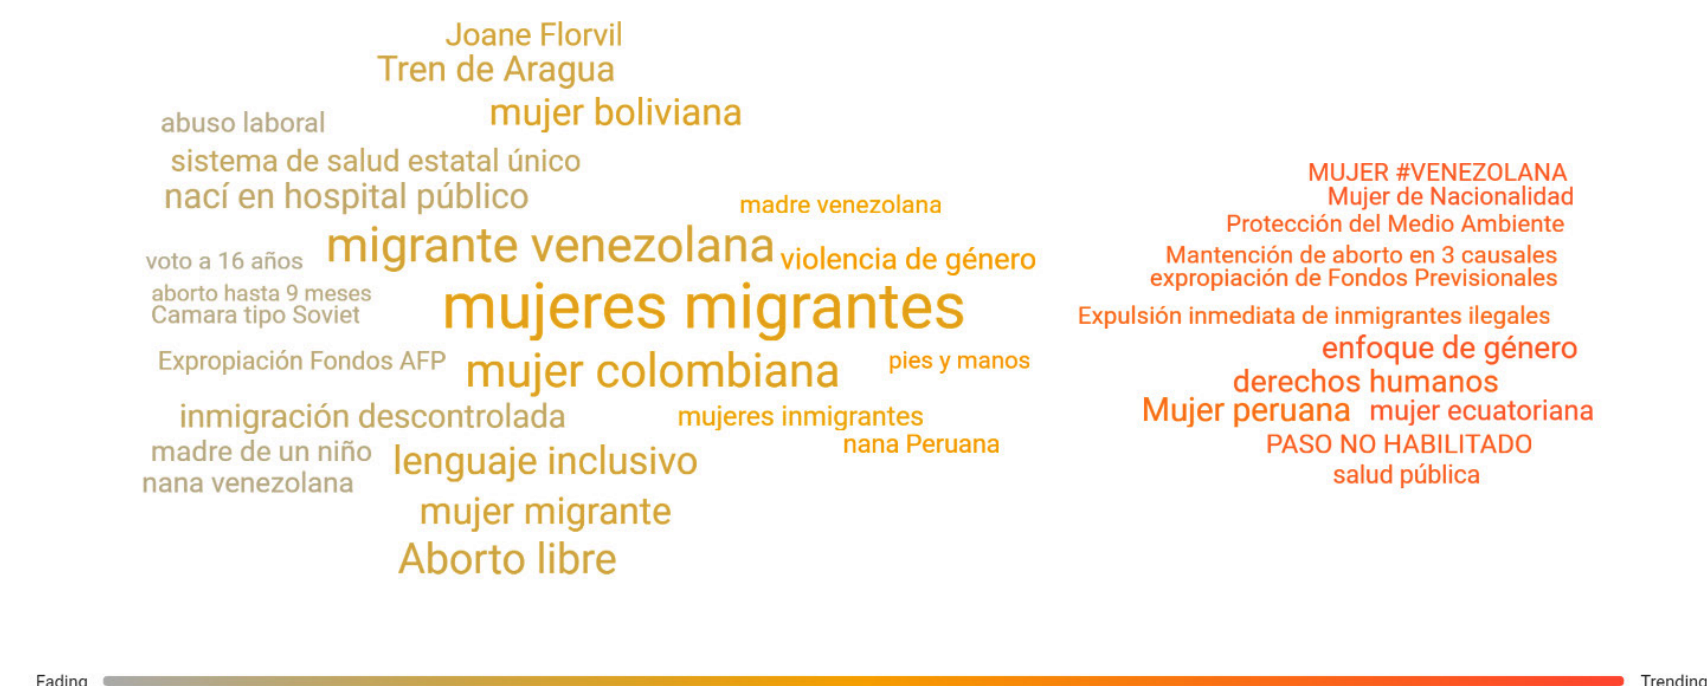 Joane Florvil
Tren de Aragua
mujer boliviana
abuso laboral
sistema de salud estatal único
nací en hospital público
madre venezolana
migrante venezolana
violencia de género
voto a 16 años
aborto hasta 9 meses
Camara tipo Soviet
mujeres migrantes
Expropiación Fondos AFP
mujer colombiana
pies y manos
inmigración descontrolada
mujeres inmigrantes
madre de un niño
lenguaje inclusivo
nana Peruana
nana venezolana
mujer migrante
Aborto libre
MUJER #VENEZOLANA
Mujer de Nacionalidad
Protección del Medio Ambiente
Mantención de aborto en 3 causales
expropiación de Fondos Previsionales
Expulsión inmediata de inmigrantes ilegales
enfoque de género
derechos humanos
Mujer peruana
mujer ecuatoriana
PASO NO HABILITADO
salud pública
Fading
Trending